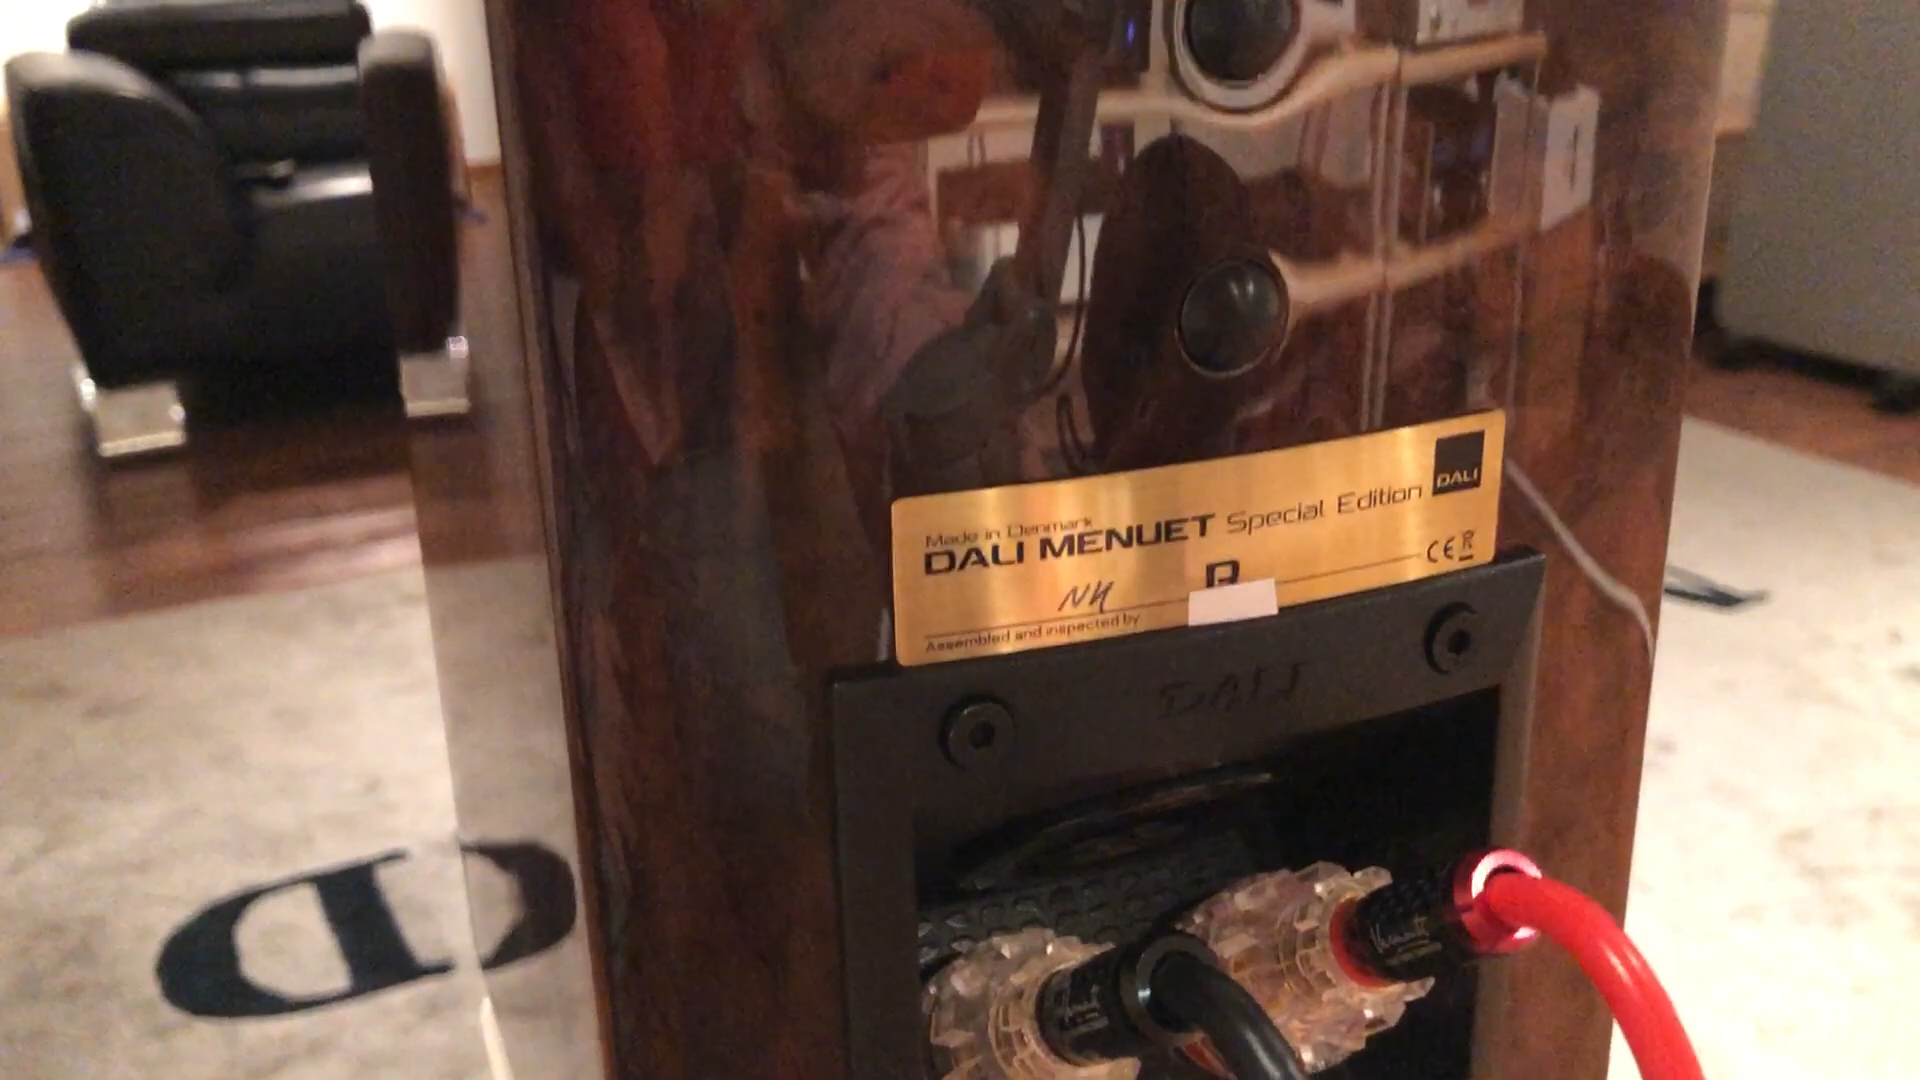 Made in Denmark
DALI MENUET Special Edition
DALI
NH
Assembled and inspected by
CE
DALI
D